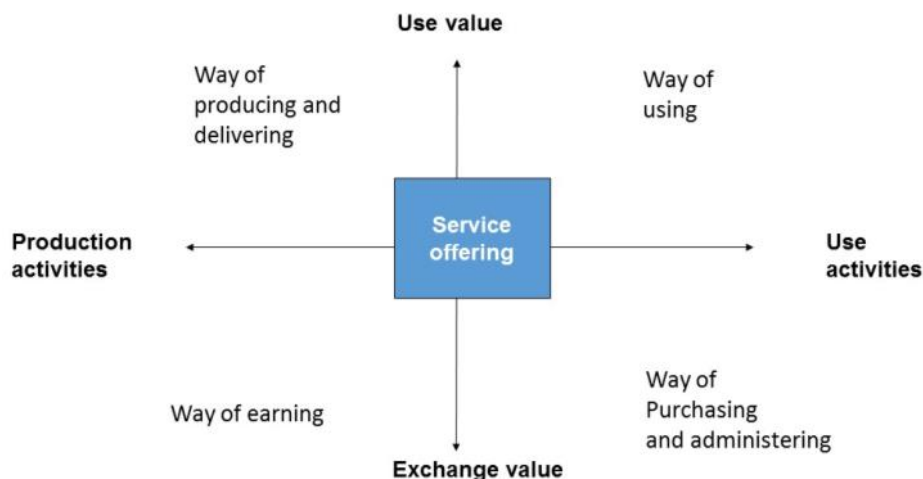 Use value
Way of
producing and
delivering
Way of
using
Production
activities
Service
offering
Use
activities
Way of earning
Way of
Purchasing
and administering
Exchange value